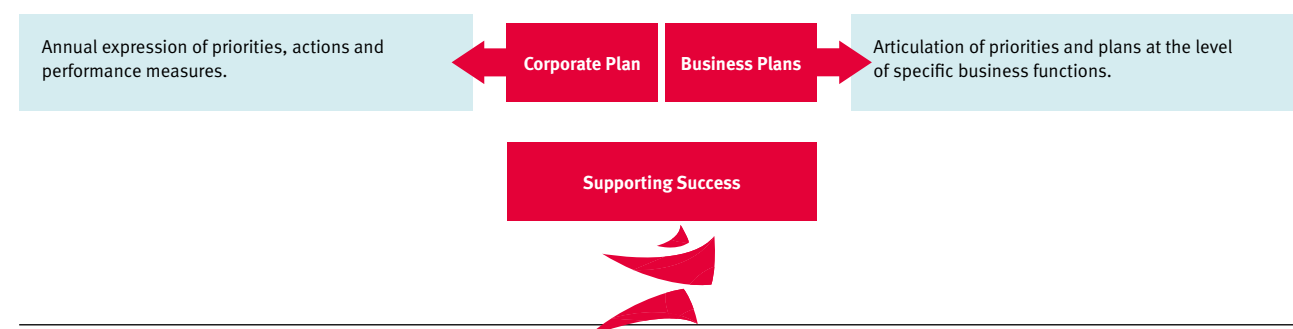 Annual expression of priorities, actions and
performance measures.
Corporate Plan
Business Plans
Articulation of priorities and plans at the level
of specific business functions.
Supporting Success